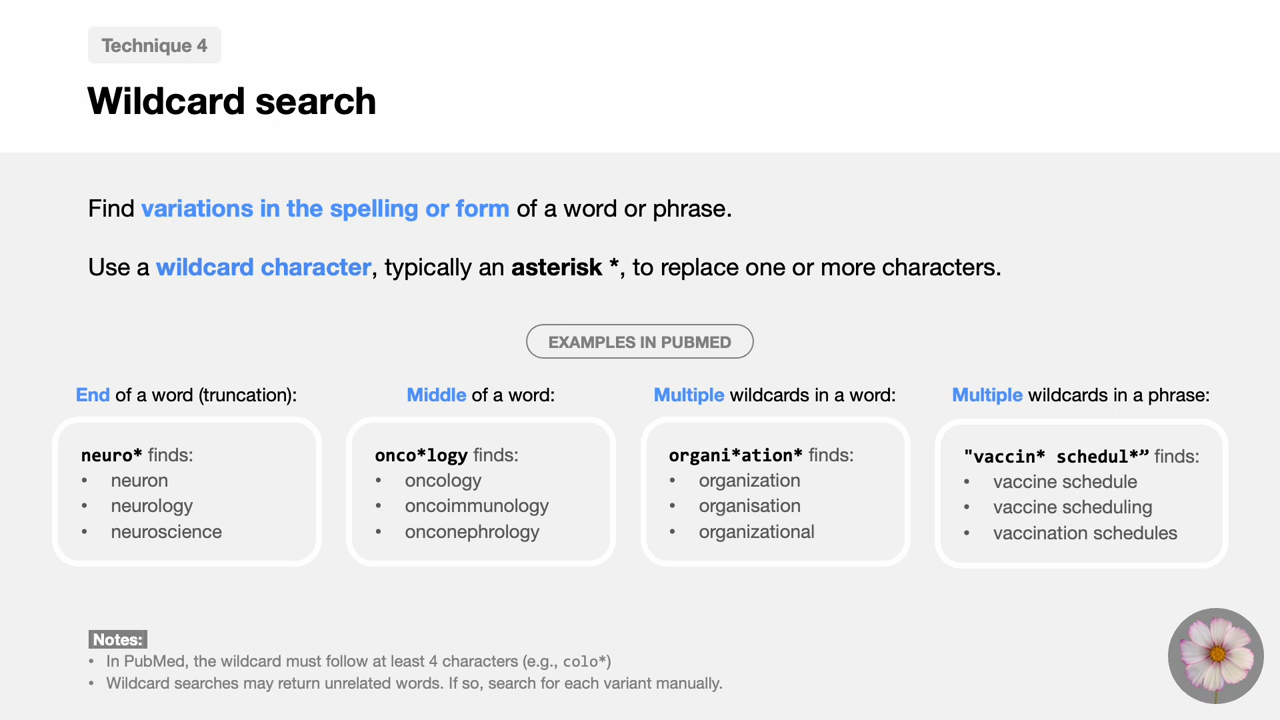 Technique 4
Wildcard search
Find variations in the spelling or form of a word or phrase.
Use a wildcard character, typically an asterisk *, to replace one or more characters.
EXAMPLES IN PUBMED
End of a word (truncation):
neuro* finds:
• neuron
• neurology
• neuroscience
Middle of a word:
onco*logy finds:
• oncology
• oncoimmunology
• onconephrology
Multiple wildcards in a word:
organi*ation* finds:
• organization
• organisation
• organizational
Multiple wildcards in a phrase:
"vaccin* schedul*” finds:
• vaccine schedule
• vaccine scheduling
• vaccination schedules
Notes:
• In PubMed, the wildcard must follow at least 4 characters (e.g., colo*)
• Wildcard searches may return unrelated words. If so, search for each variant manually.